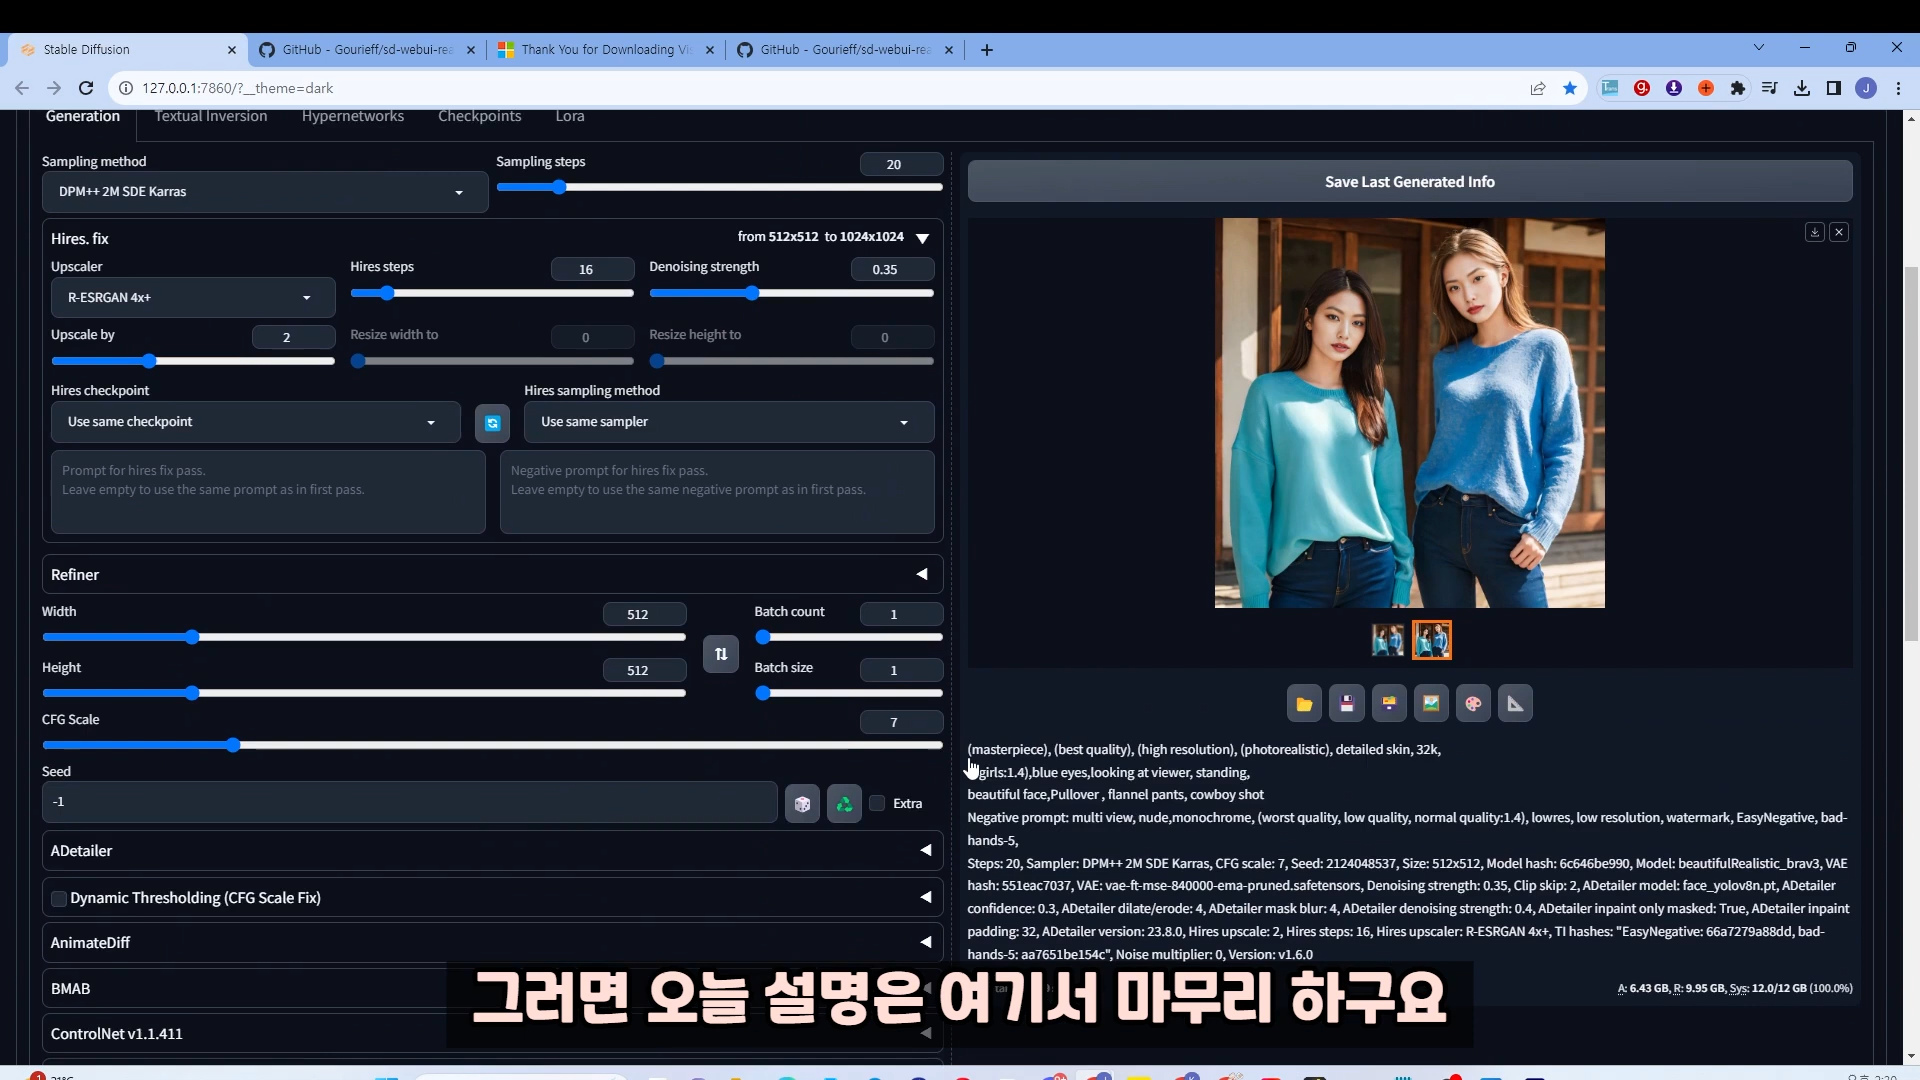 Stable Diffusion
GitHub - Gourieff/sd-webui-rea
Thank You for Downloading Vis
GitHub - Gourieff/sd-webui-rea
127.0.0.1:7860/?__theme=dark
J
Generation
Textual Inversion
Hypernetworks
Checkpoints
Lora
Sampling method
DPM++ 2M SDE Karras
Sampling steps
20
Save Last Generated Info
Hires. fix
from 512x512 to 1024x1024
Upscaler
R-ESRGAN 4x+
Hires steps
16
Denoising strength
0.35
Upscale by
2
Resize width to
0
Resize height to
0
Hires checkpoint
Use same checkpoint
Hires sampling method
Use same sampler
Prompt for hires fix pass.
Leave empty to use the same prompt as in first pass.
Negative prompt for hires fix pass.
Leave empty to use the same negative prompt as in first pass.
Refiner
Width
512
Batch count
1
Height
512
Batch size
1
CFG Scale
7
Seed
-1
Extra
ADetailer
Dynamic Thresholding (CFG Scale Fix)
AnimateDiff
BMAB
ControlNet v1.1.411
(masterpiece), (best quality), (high resolution), (photorealistic), detailed skin, 32k,
girls:1.4),blue eyes,looking at viewer, standing,
beautiful face,Pullover , flannel pants, cowboy shot
Negative prompt: multi view, nude,monochrome, (worst quality, low quality, normal quality:1.4), lowres, low resolution, watermark, EasyNegative, bad-
hands-5,
Steps: 20, Sampler: DPM++ 2M SDE Karras, CFG scale: 7, Seed: 2124048537, Size: 512x512, Model hash: 6c646be990, Model: beautifulRealistic_brav3, VAE
hash: 551eac7037, VAE: vae-ft-mse-840000-ema-pruned.safetensors, Denoising strength: 0.35, Clip skip: 2, ADetailer model: face_yolov8n.pt, ADetailer
confidence: 0.3, ADetailer dilate/erode: 4, ADetailer mask blur: 4, ADetailer denoising strength: 0.4, ADetailer inpaint only masked: True, ADetailer inpaint
padding: 32, ADetailer version: 23.8.0, Hires upscale: 2, Hires steps: 16, Hires upscaler: R-ESRGAN 4x+, TI hashes: "EasyNegative: 66a7279a88dd, bad-
hands-5: aa7651be154c", Noise multiplier: 0, Version: v1.6.0
A: 6.43 GB, R: 9.95 GB, Sys: 12.0/12 GB (100.0%)
그러면 오늘 설명은 여기서 마무리 하구요